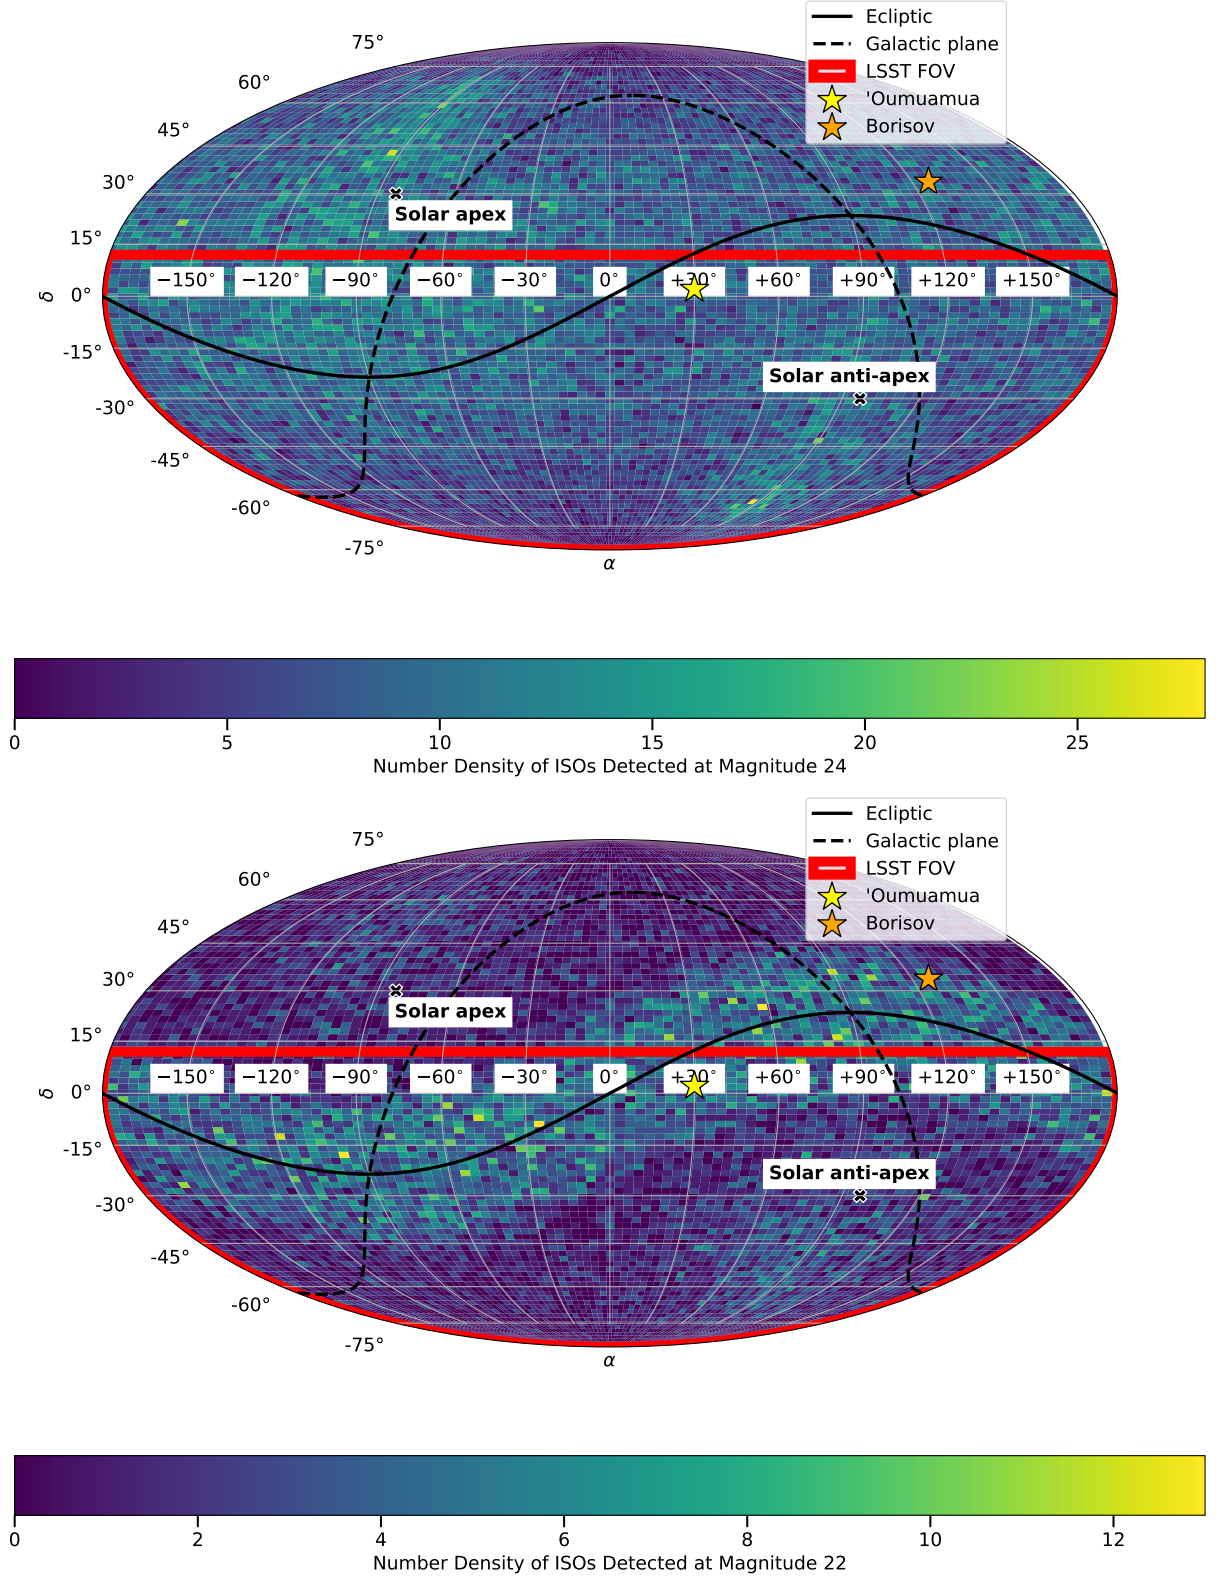 Ecliptic
Galactic plane
LSST FOV
'Oumuamua
Borisov
75°
60°
45°
30°
15°
0°
-15°
-30°
-45°
-60°
-75°
δ
Solar apex
−150° −120° −90° −60° −30° 0° +60° +90° +120° +150°
Solar anti-apex
α
0 5 10 15 20 25
Number Density of ISOs Detected at Magnitude 24
Ecliptic
Galactic plane
LSST FOV
'Oumuamua
Borisov
75°
60°
45°
30°
15°
0°
-15°
-30°
-45°
-60°
-75°
δ
Solar apex
−150° −120° −90° −60° −30° 0° +60° +90° +120° +150°
Solar anti-apex
α
0 2 4 6 8 10 12
Number Density of ISOs Detected at Magnitude 22